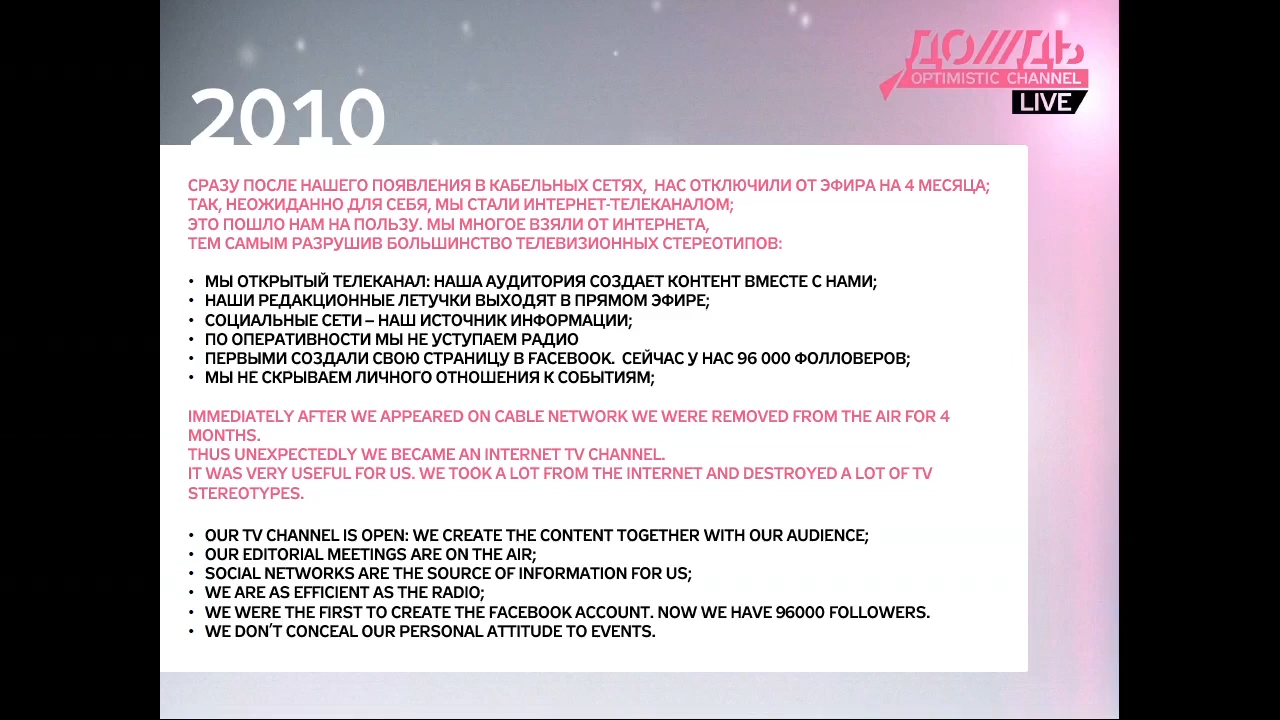 ДОЖДЬ
OPTIMISTIC CHANNEL
LIVE
2010
СРАЗУ ПОСЛЕ НАШЕГО ПОЯВЛЕНИЯ В КАБЕЛЬНЫХ СЕТЯХ, НАС ОТКЛЮЧИЛИ ОТ ЭФИРА НА 4 МЕСЯЦА;
ТАК, НЕОЖИДАННО ДЛЯ СЕБЯ, МЫ СТАЛИ ИНТЕРНЕТ-ТЕЛЕКАНАЛОМ;
ЭТО ПОШЛО НАМ НА ПОЛЬЗУ. МЫ МНОГОЕ ВЗЯЛИ ОТ ИНТЕРНЕТА,
ТЕМ САМЫМ РАЗРУШИВ БОЛЬШИНСТВО ТЕЛЕВИЗИОННЫХ СТЕРЕОТИПОВ:
• МЫ ОТКРЫТЫЙ ТЕЛЕКАНАЛ: НАША АУДИТОРИЯ СОЗДАЕТ КОНТЕНТ ВМЕСТЕ С НАМИ;
• НАШИ РЕДАКЦИОННЫЕ ЛЕТУЧКИ ВЫХОДЯТ В ПРЯМОМ ЭФИРЕ;
• СОЦИАЛЬНЫЕ СЕТИ – НАШ ИСТОЧНИК ИНФОРМАЦИИ;
• ПО ОПЕРАТИВНОСТИ МЫ НЕ УСТУПАЕМ РАДИО
• ПЕРВЫМИ СОЗДАЛИ СВОЮ СТРАНИЦУ В FACEBOOK. СЕЙЧАС У НАС 96 000 ФОЛЛОВЕРОВ;
• МЫ НЕ СКРЫВАЕМ ЛИЧНОГО ОТНОШЕНИЯ К СОБЫТИЯМ;
IMMEDIATELY AFTER WE APPEARED ON CABLE NETWORK WE WERE REMOVED FROM THE AIR FOR 4
MONTHS.
THUS UNEXPECTEDLY WE BECAME AN INTERNET TV CHANNEL.
IT WAS VERY USEFUL FOR US. WE TOOK A LOT FROM THE INTERNET AND DESTROYED A LOT OF TV
STEREOTYPES.
• OUR TV CHANNEL IS OPEN: WE CREATE THE CONTENT TOGETHER WITH OUR AUDIENCE;
• OUR EDITORIAL MEETINGS ARE ON THE AIR;
• SOCIAL NETWORKS ARE THE SOURCE OF INFORMATION FOR US;
• WE ARE AS EFFICIENT AS THE RADIO;
• WE WERE THE FIRST TO CREATE THE FACEBOOK ACCOUNT. NOW WE HAVE 96000 FOLLOWERS.
• WE DON'T CONCEAL OUR PERSONAL ATTITUDE TO EVENTS.